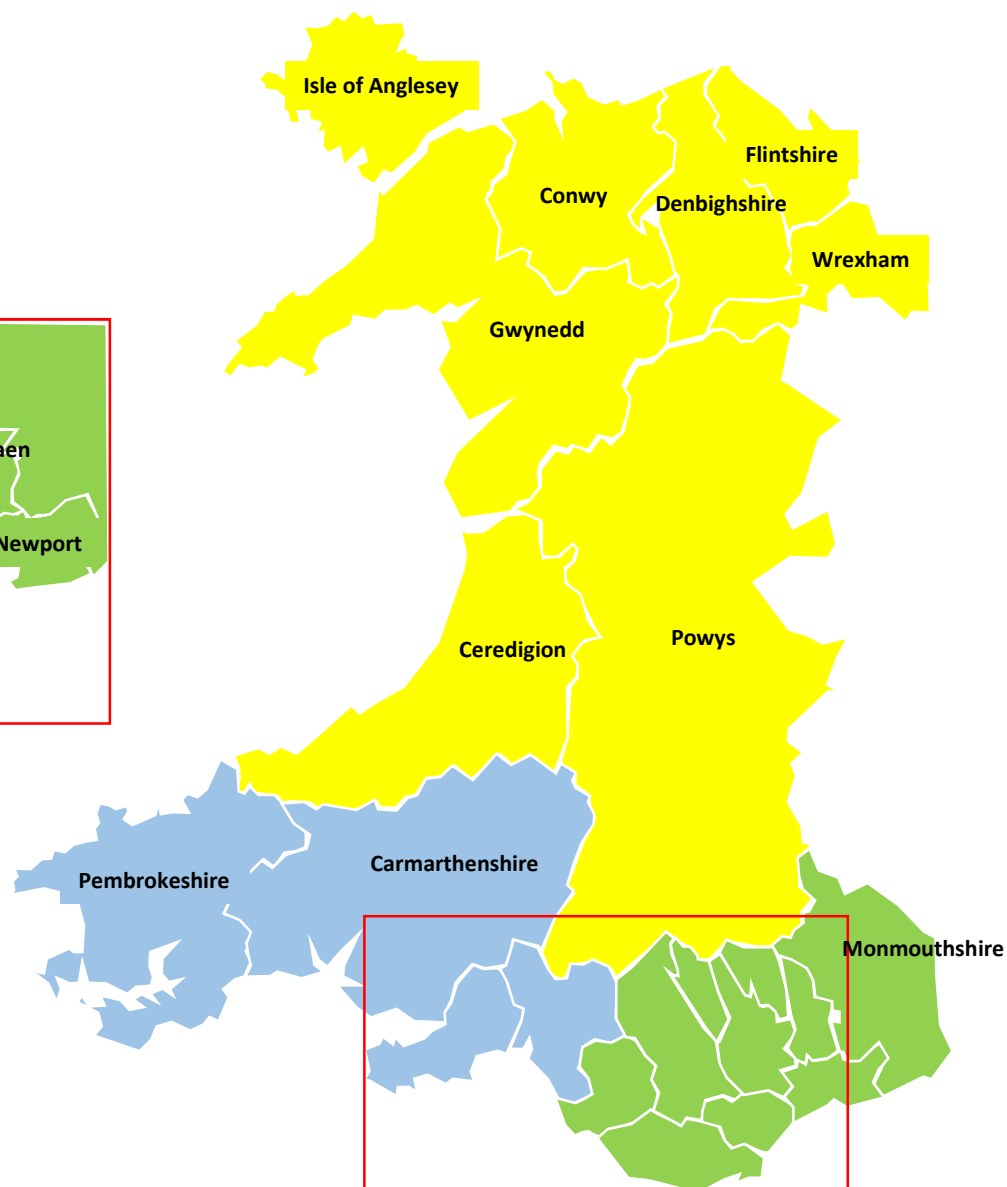 Isle of Anglesey
Flintshire
Conwy
Denbighshire
Wrexham
Gwynedd
Newport
Ceredigion
Powys
Carmarthenshire
Pembrokeshire
Monmouthshire